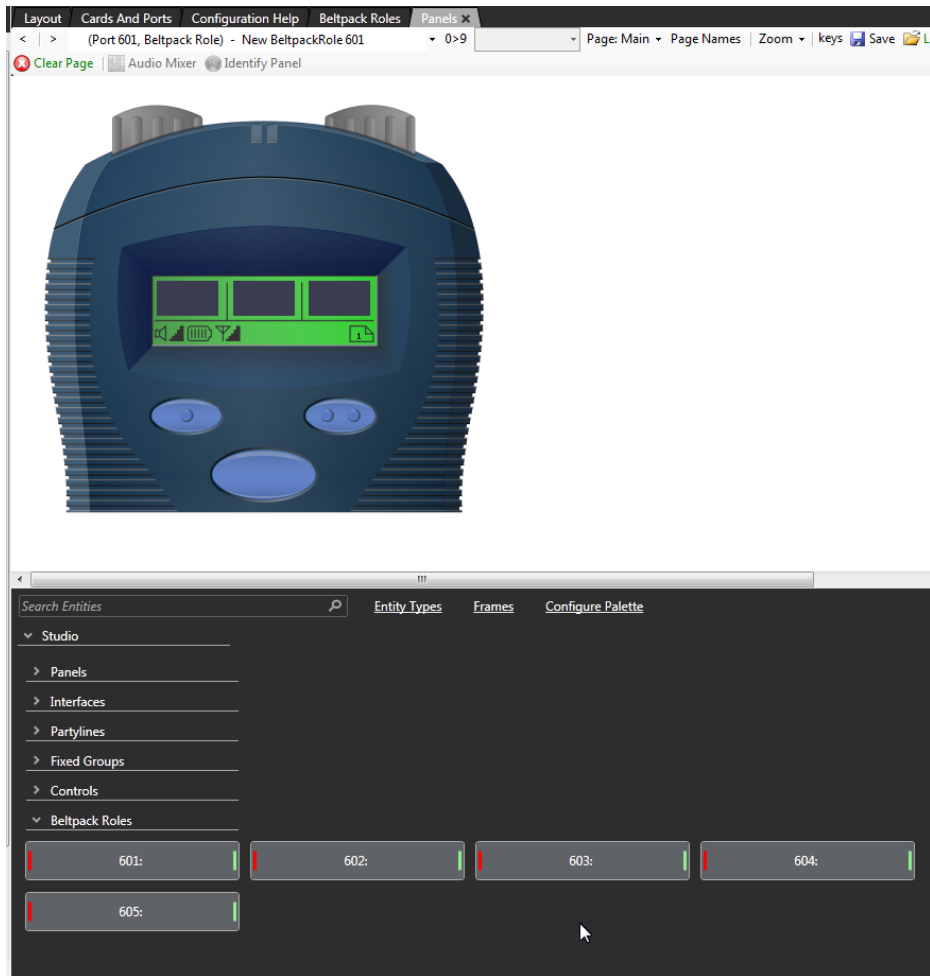 Layout Cards And Ports Configuration Help Beltpack Roles Panels
< > (Port 601, Beltpack Role) - New BeltpackRole 601 0>9 Page: Main Page Names Zoom keys Save L
Clear Page Audio Mixer Identify Panel
1
Search Entities Entity Types Frames Configure Palette
Studio
Panels
Interfaces
Partylines
Fixed Groups
Controls
Beltpack Roles
601: 602: 603: 604:
605: